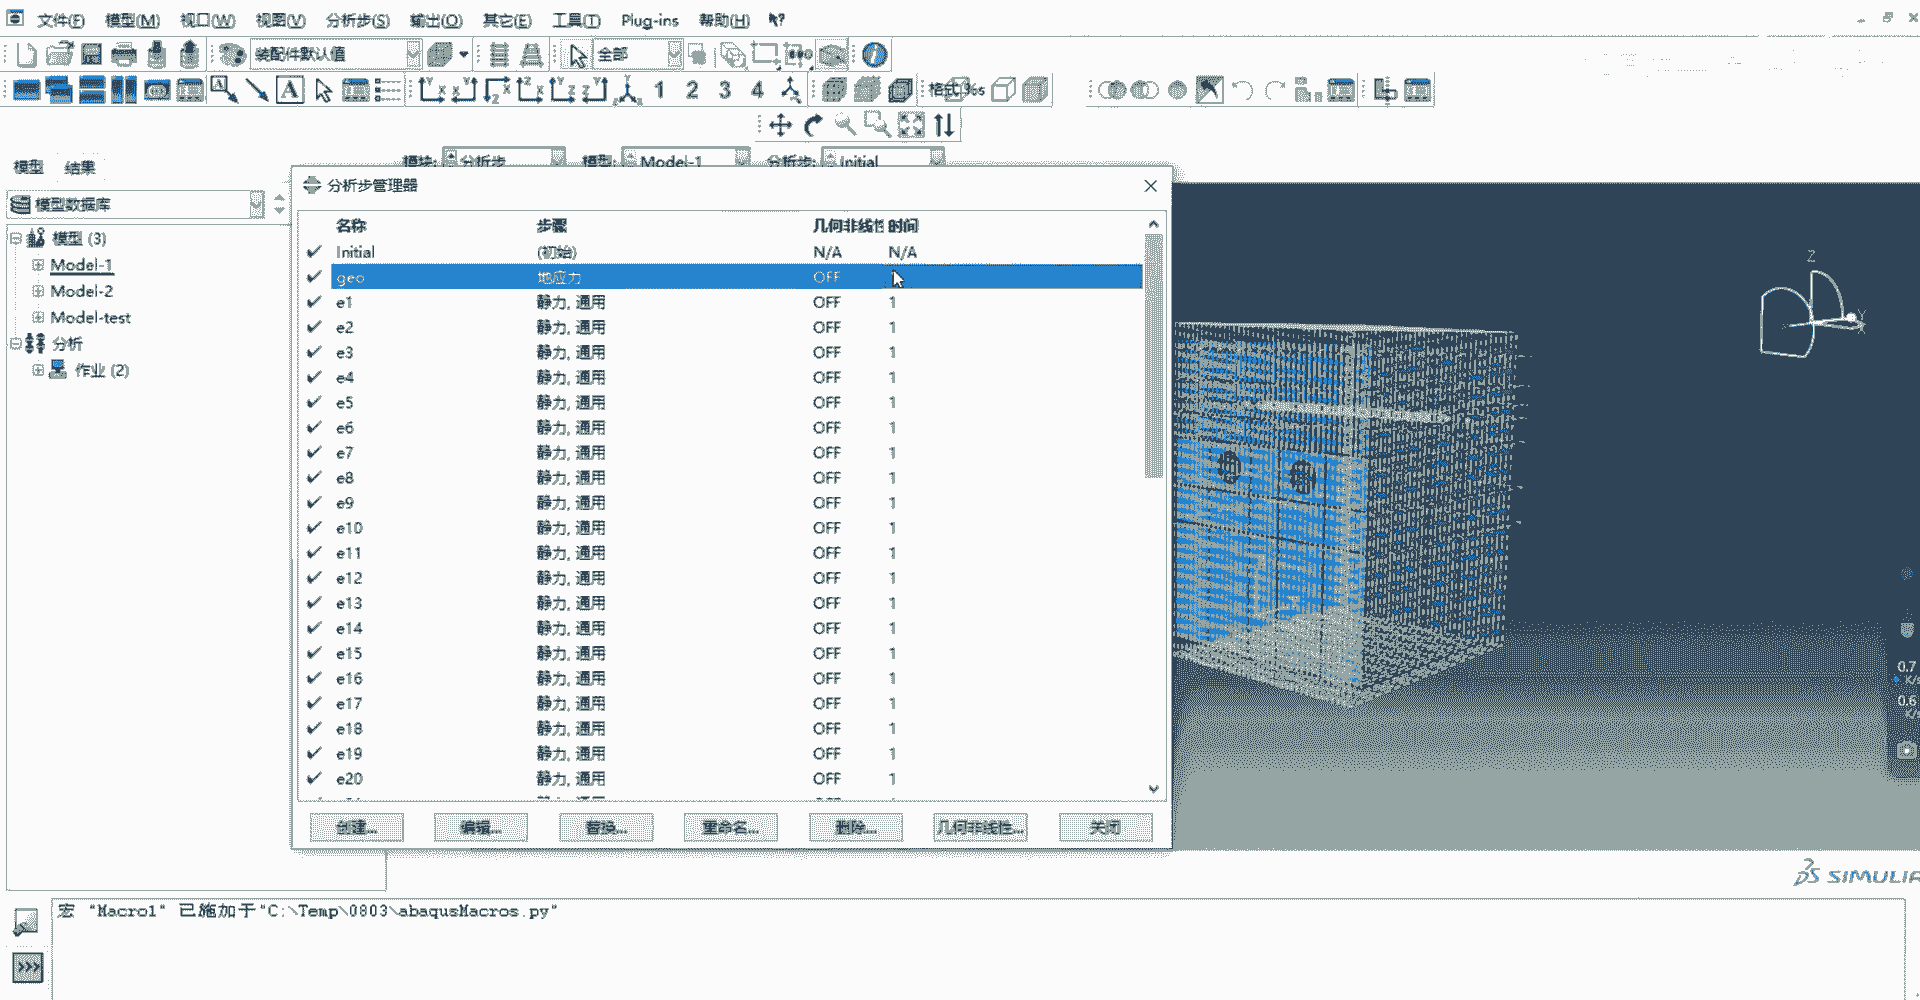 文件(F) 模型(M) 视口(W) 视图(V) 分析步(S) 输出(O) 其它(E) 工具(T) Plug-ins 帮助(H)
装配件默认值 全部
A 1 2 3 4 格式
模块: 分析步 模型: Model-1 分析步: Initial
模型 结果
模型数据库
模型 (3)
Model-1
Model-2
Model-test
分析
作业 (2)
分析步管理器
名称 步骤 几何非线性 时间
Initial (初始) N/A N/A
geo 地应力 OFF
e1 静力, 通用 OFF 1
e2 静力, 通用 OFF 1
e3 静力, 通用 OFF 1
e4 静力, 通用 OFF 1
e5 静力, 通用 OFF 1
e6 静力, 通用 OFF 1
e7 静力, 通用 OFF 1
e8 静力, 通用 OFF 1
e9 静力, 通用 OFF 1
e10 静力, 通用 OFF 1
e11 静力, 通用 OFF 1
e12 静力, 通用 OFF 1
e13 静力, 通用 OFF 1
e14 静力, 通用 OFF 1
e15 静力, 通用 OFF 1
e16 静力, 通用 OFF 1
e17 静力, 通用 OFF 1
e18 静力, 通用 OFF 1
e19 静力, 通用 OFF 1
e20 静力, 通用 OFF 1
创建... 编辑... 替换... 重命名... 删除... 几何非线性... 关闭
Z
Y
X
0.7
K/s
0.6
K/s
SIMULIA
宏 "Macro1" 已施加于"C:\Temp\0803\abaqusMacros.py"
>>>